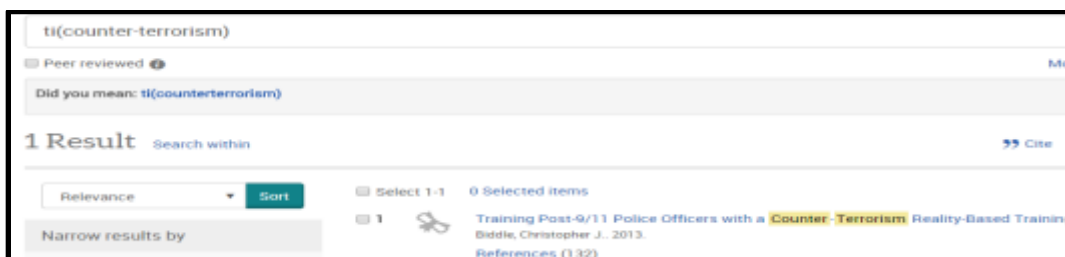 ti(counter-terrorism)
Peer reviewed
Did you mean: ti(counterterrorism)
1 Result Search within
Cite
Relevance Sort
Select 1-1 0 Selected items
1 Training Post-9/11 Police Officers with a Counter-Terrorism Reality-Based Trainin
Narrow results by
Biddle, Christopher J.. 2013.
References (132)